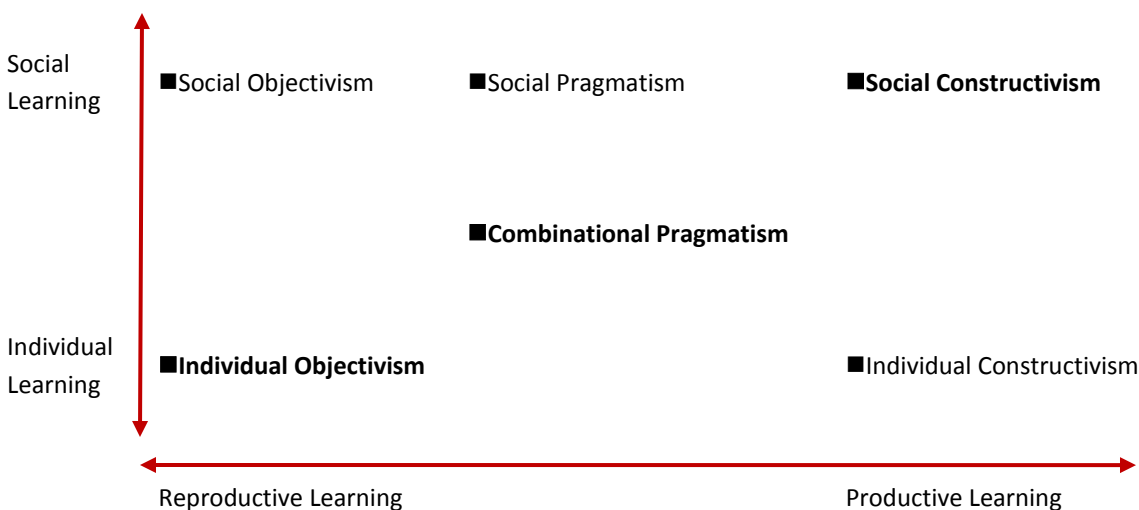 Social
Learning
■Social Objectivism
■Social Pragmatism
■Social Constructivism
■Combinational Pragmatism
Individual
Learning
■Individual Objectivism
■Individual Constructivism
Reproductive Learning
Productive Learning